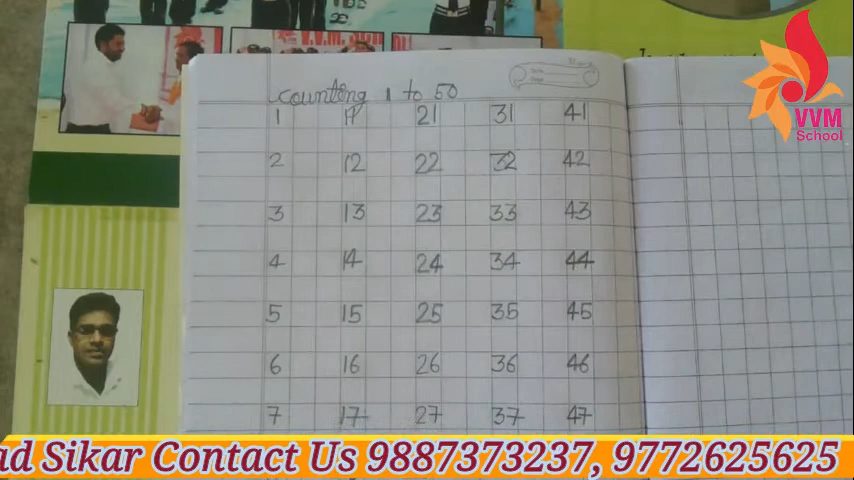 counting 1 to 50
1 11 21 31 41
2 12 22 32 42
3 13 23 33 43
4 14 24 34 44
5 15 25 35 45
6 16 26 36 46
7 17 27 37 47
VVM
School
ad Sikar Contact Us 9887373237, 9772625625